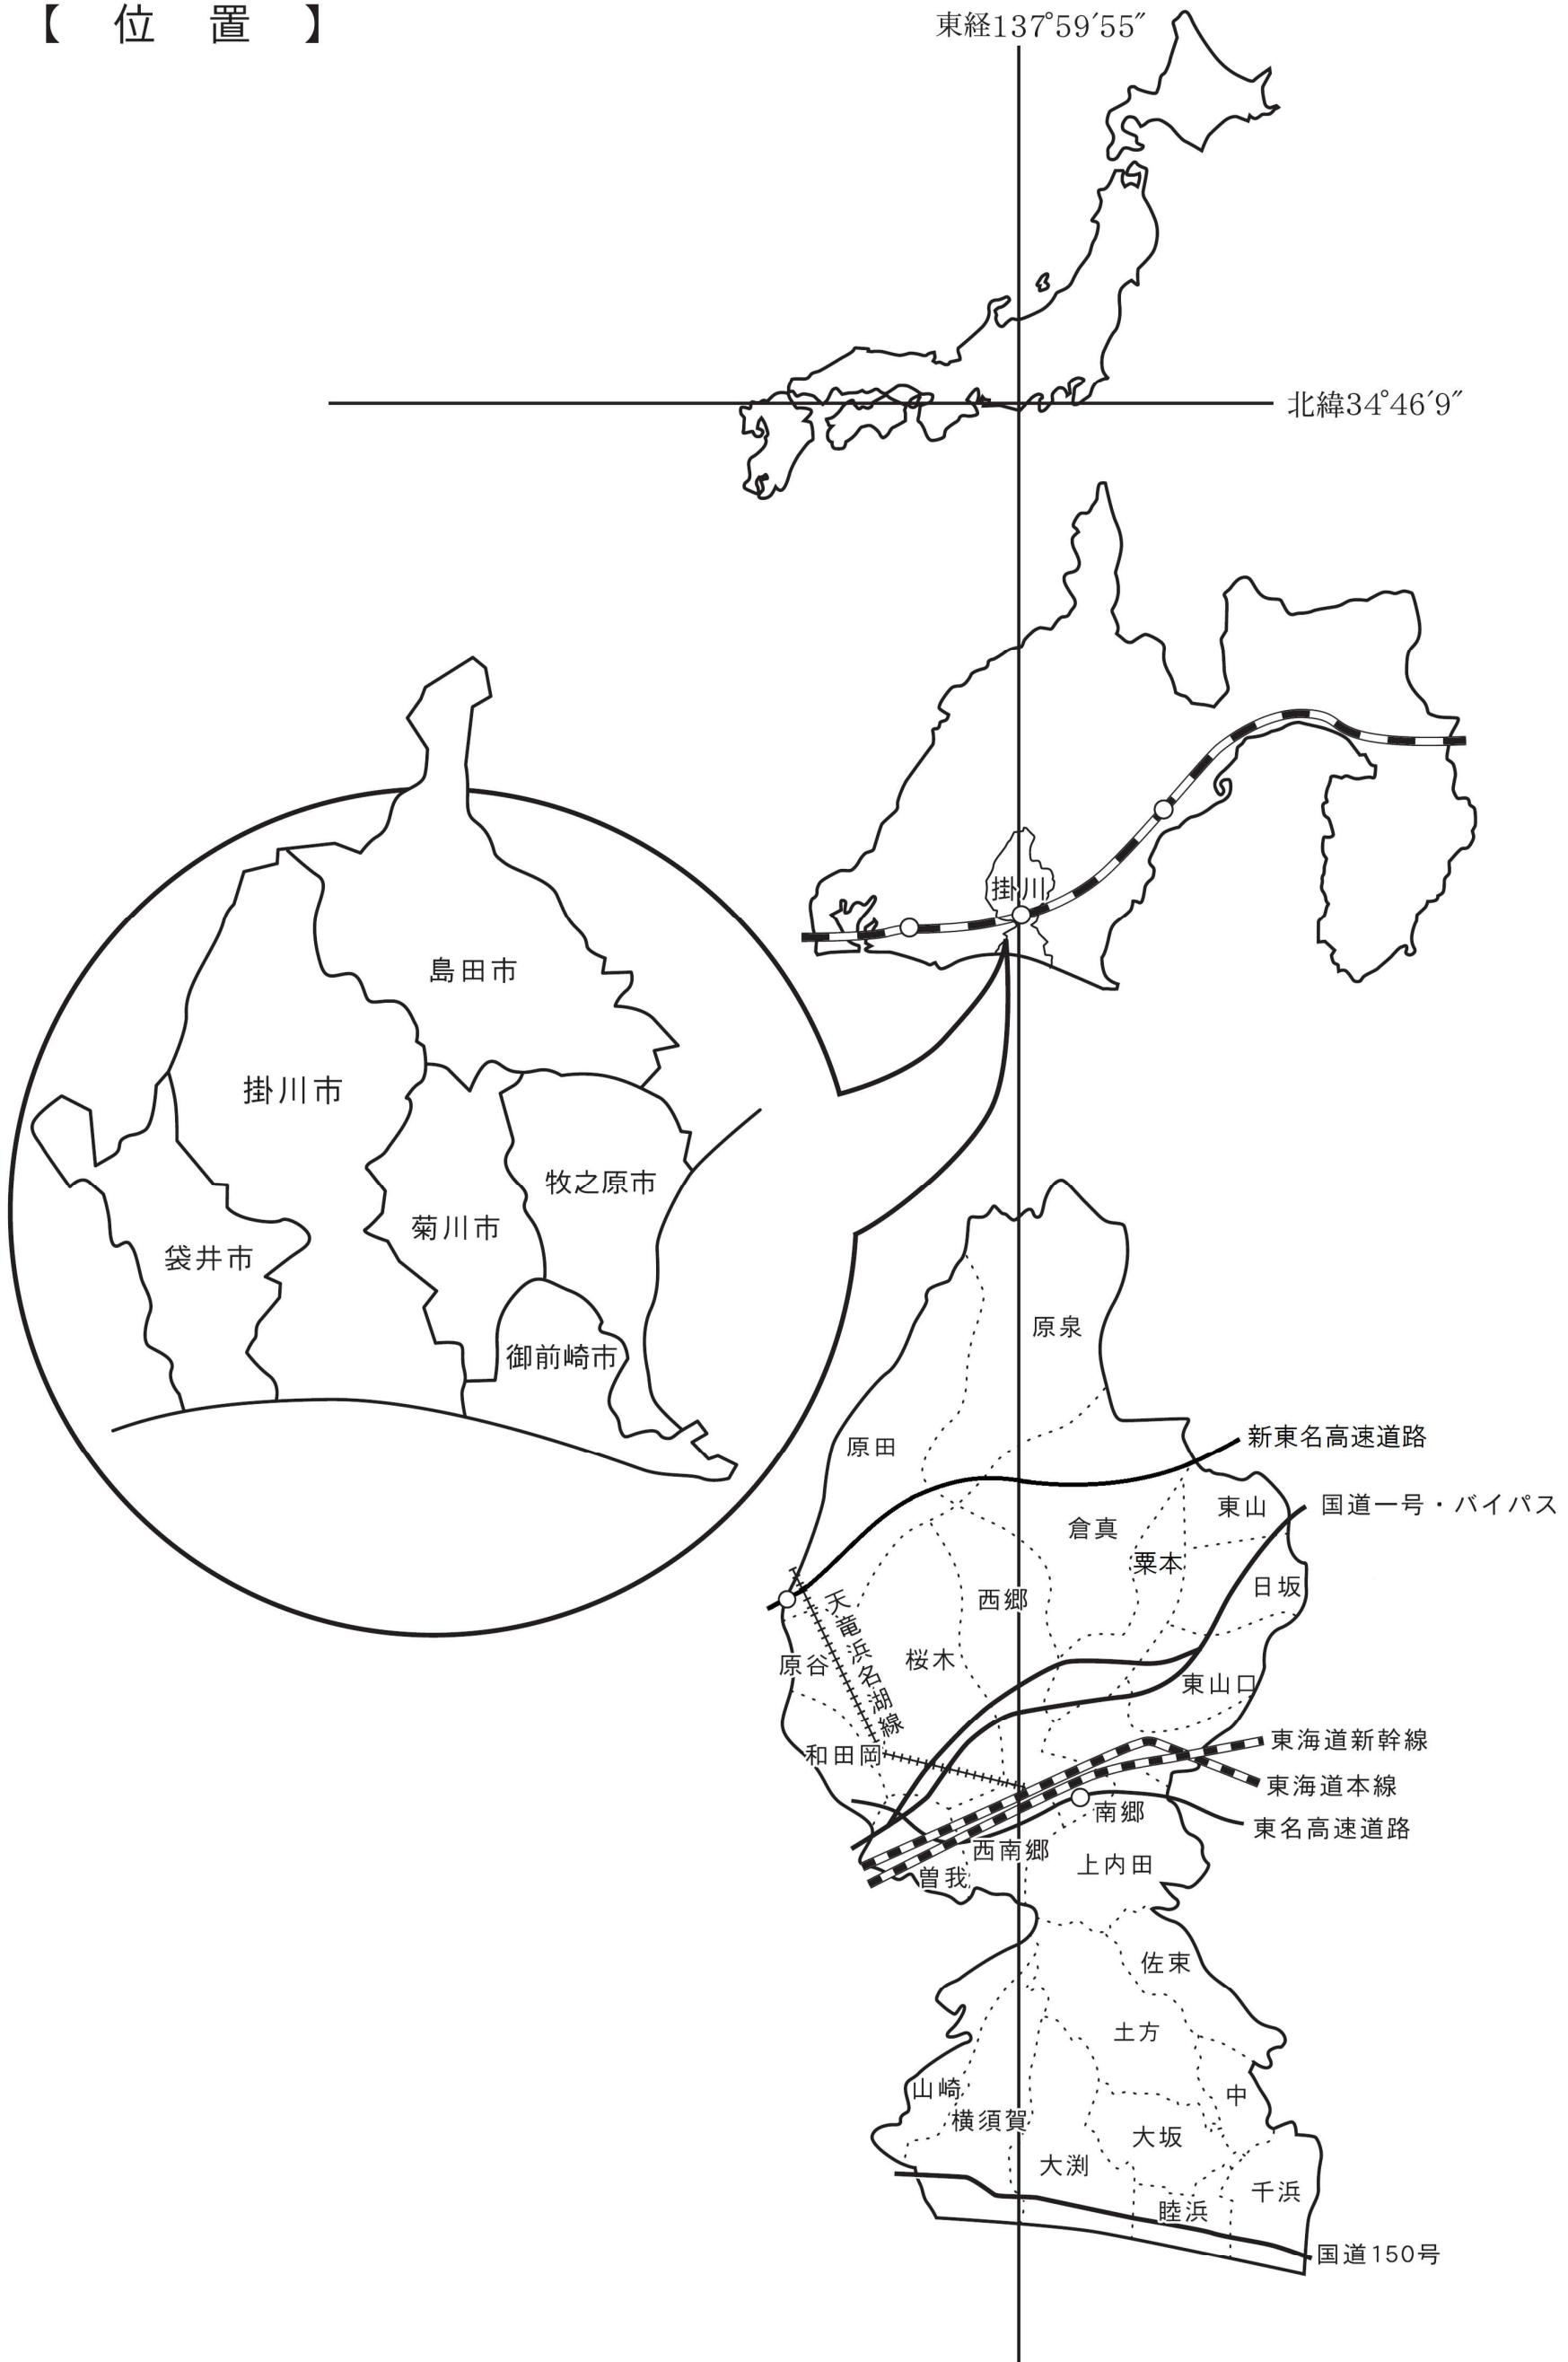 【 位 置 】
東経137°59′55″
北緯34°46′9″
掛川
島田市
掛川市
牧之原市
菊川市
袋井市
御前崎市
原泉
原田
新東名高速道路
国道一号・バイパス
東山
倉真
粟本
日坂
西郷
天竜浜名湖線
原谷
桜木
東山口
東海道新幹線
和田岡
東海道本線
南郷
東名高速道路
西南郷
上内田
曽我
佐束
土方
山崎
中
横須賀
大坂
大渕
千浜
睦浜
国道150号